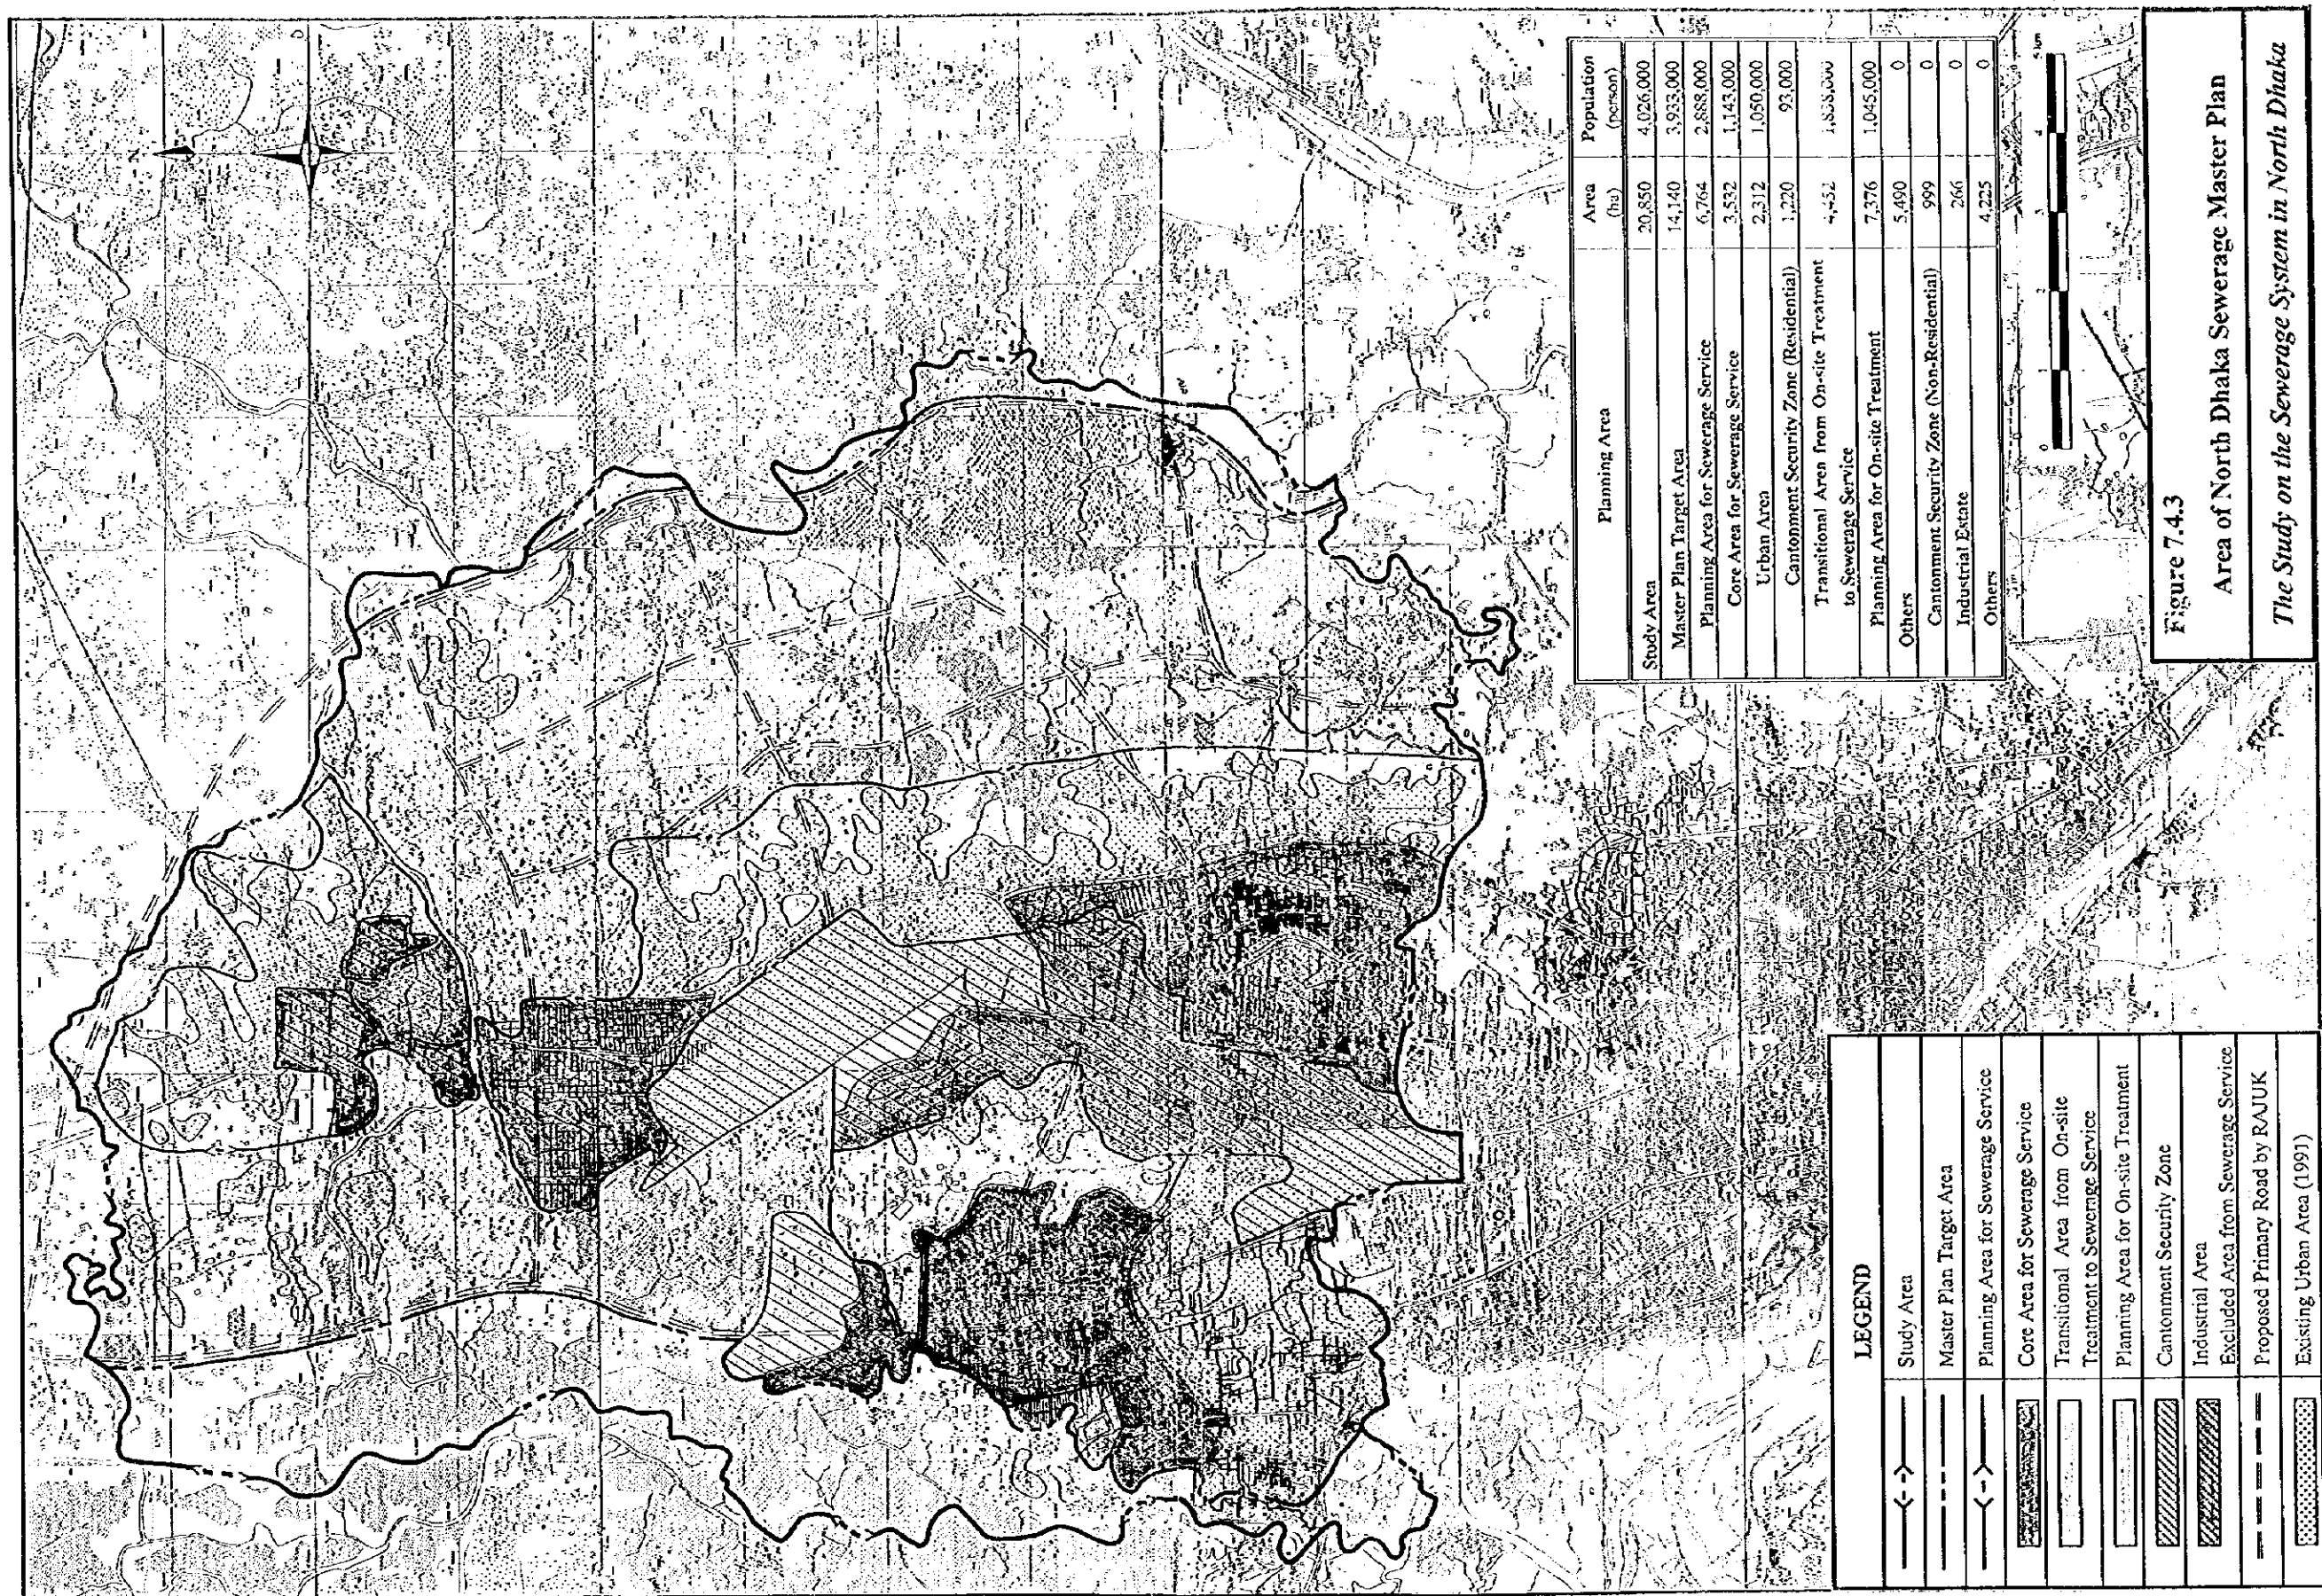 Planning Area Area Population
(ha) (person)
Study Area 20,850 4,026,000
Master Plan Target Area 14,140 3,933,000
Planning Area for Sewerage Service 6,764 2,888,000
Core Area for Sewerage Service 3,532 1,143,000
Urban Area 2,312 1,050,000
Cantonment Security Zone (Residential) 1,220 93,000
Transitional Area from On-site Treatment
to Sewerage Service
Planning Area for On-site Treatment 7,376 1,045,000
Others 5,490 0
Cantonment Security Zone (Non-Residential) 999 0
Industrial Estate 266 0
Others 4,225 0
0 1 2 3 4 5 km
LEGEND
Study Area
Master Plan Target Area
Planning Area for Sewerage Service
Core Area for Sewerage Service
Transitional Area from On-site
Treatment to Sewerage Service
Planning Area for On-site Treatment
Cantonment Security Zone
Industrial Area
Excluded Area from Sewerage Service
Proposed Primary Road by RAJUK
Existing Urban Area (1991)
Figure 7.4.3
Area of North Dhaka Sewerage Master Plan
The Study on the Sewerage System in North Dhaka